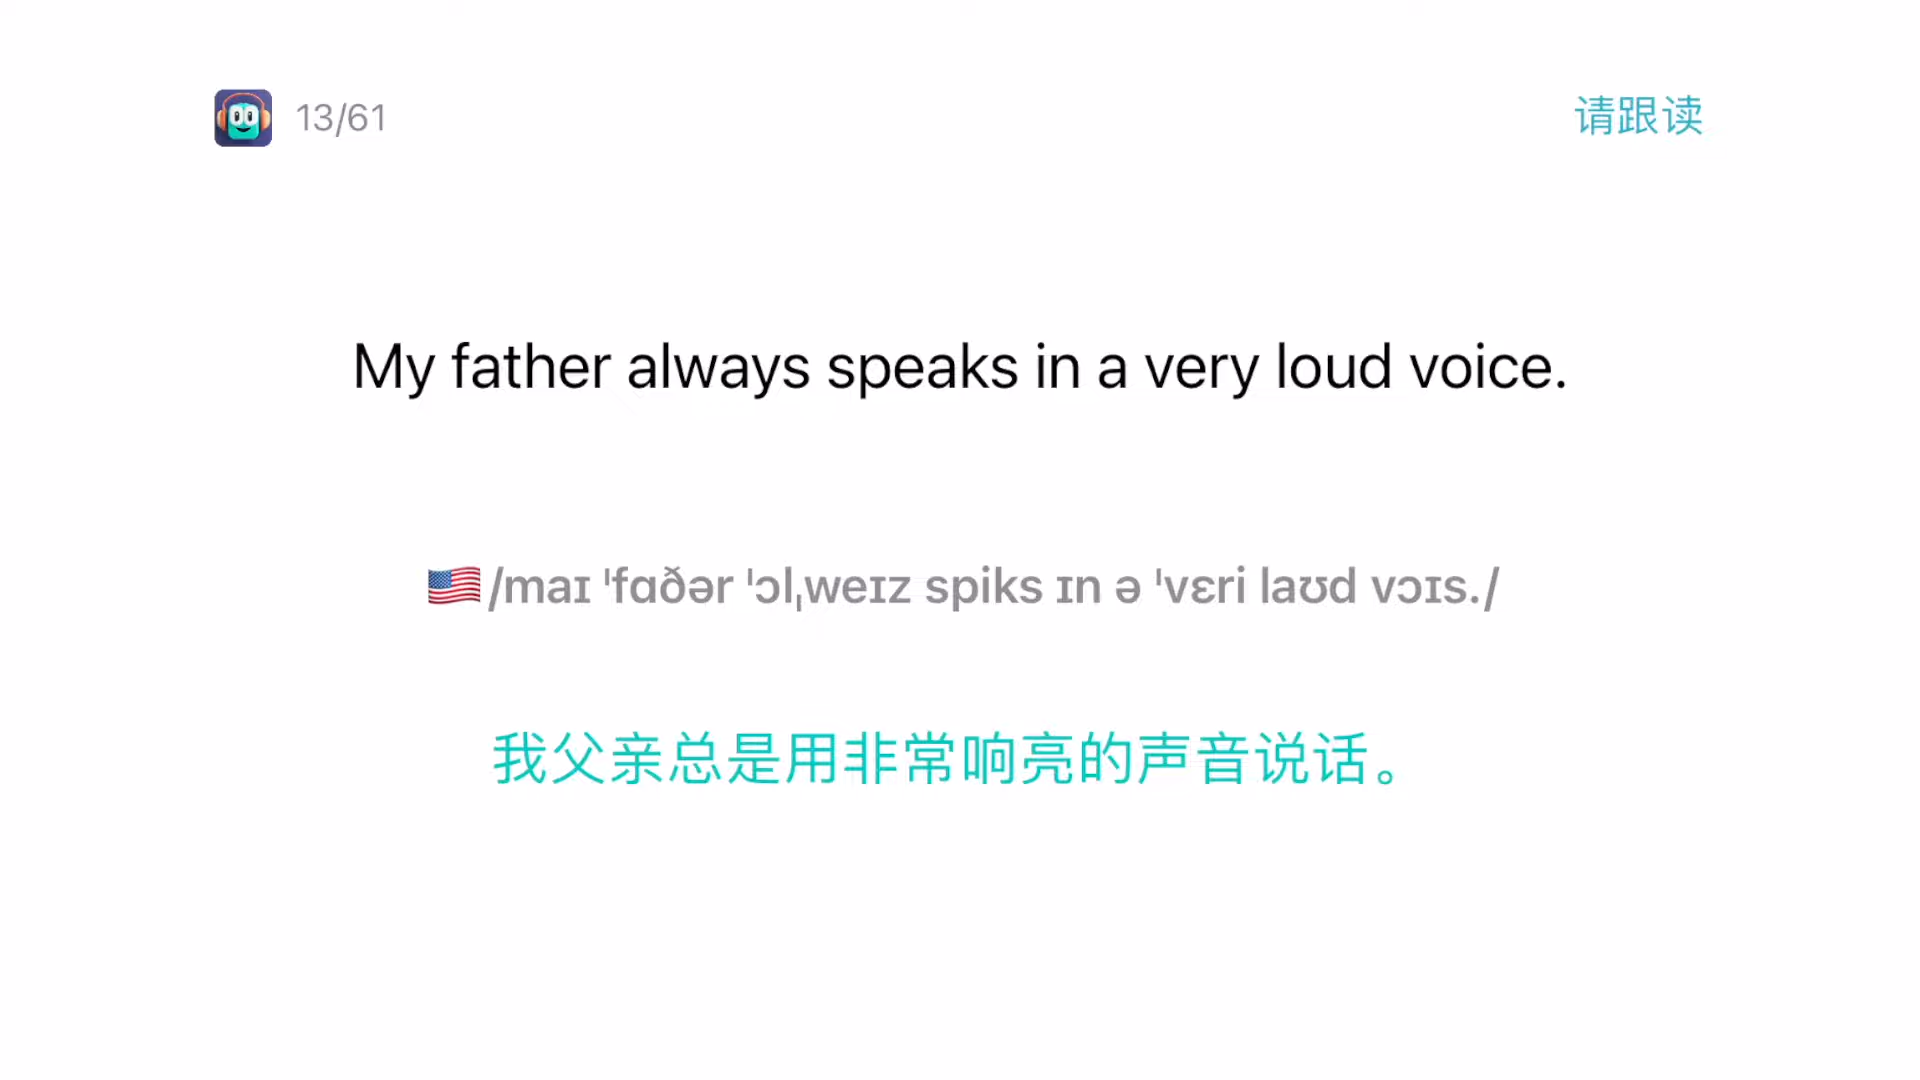 13/61
请跟读
My father always speaks in a very loud voice.
/maɪ ˈfɑðər ˈɔlˌweɪz spiks ɪn ə ˈvɛri laʊd vɔɪs./
我父亲总是用非常响亮的声音说话。